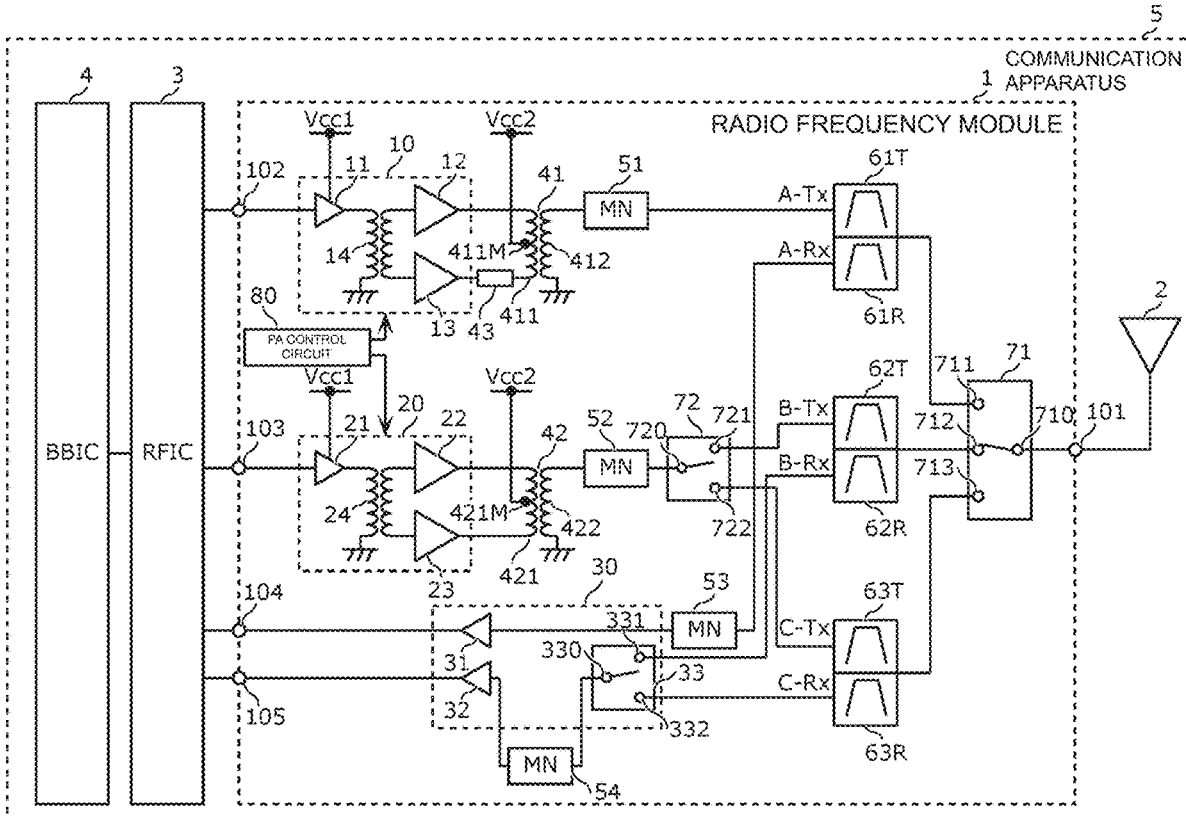 5
COMMUNICATION
APPARATUS
4
3
1
RADIO FREQUENCY MODULE
Vcc1
Vcc2
10
11
12
41
51
61T
102
MN
A-Tx
14
411M
412
A-Rx
13
43
411
61R
2
80
PA CONTROL
CIRCUIT
Vcc1
Vcc2
62T
71
711
20
21
22
42
52
72
721
B-Tx
712
710
101
103
720
BBIC
RFIC
MN
B-Rx
713
24
421M
422
722
62R
23
421
30
53
63T
104
331
MN
C-Tx
31
330
33
C-Rx
32
332
105
63R
MN
54